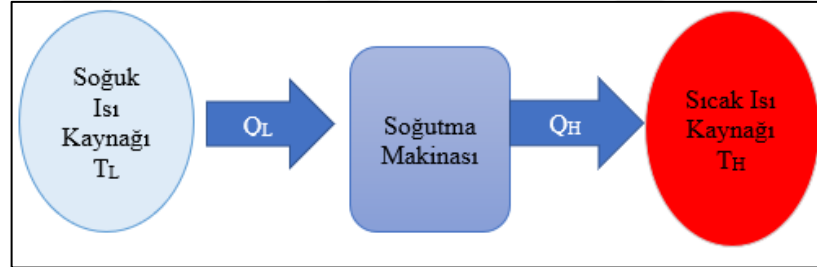 Soğuk
Isı
Kaynağı
TL
QL
Soğutma
Makinası
QH
Sıcak Isı
Kaynağı
TH